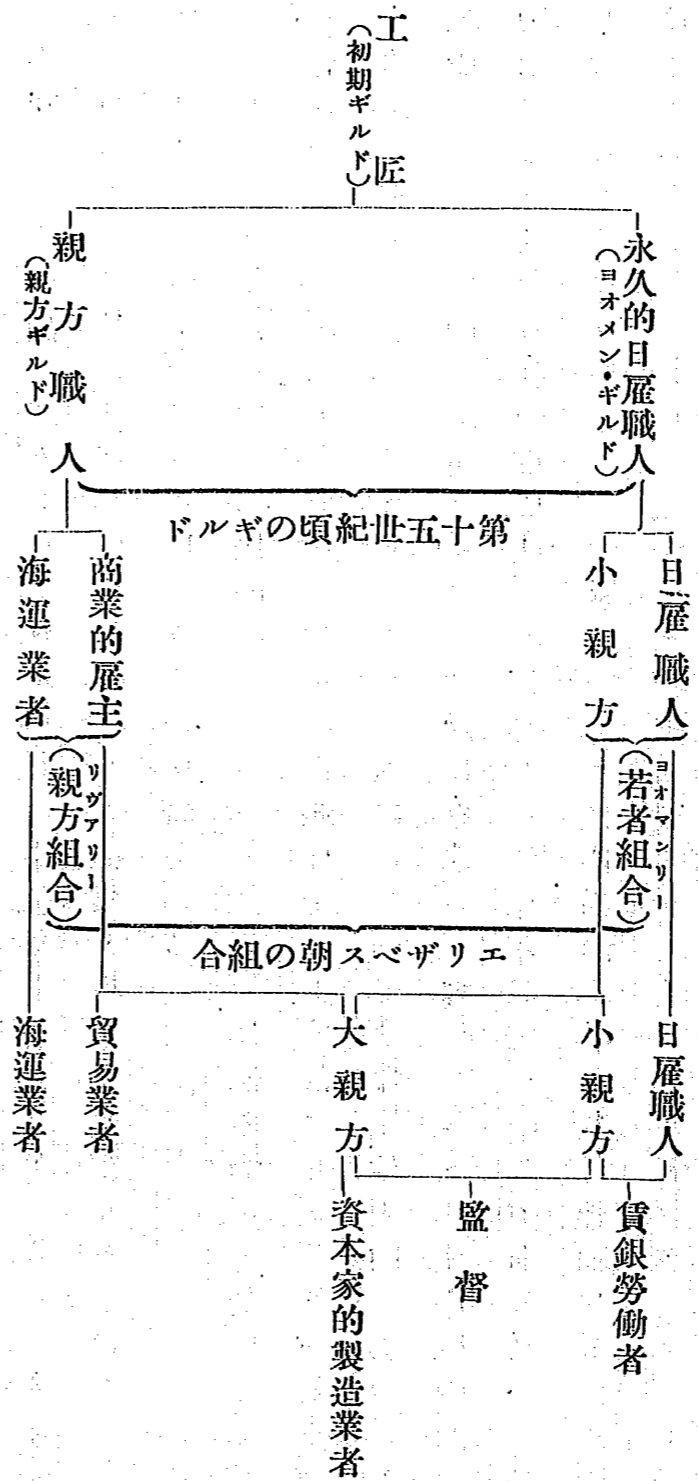 工匠
（初期ギルド）
永久的日雇職人
（ヨオメン・ギルド）
親方職人
（親方ギルド）
第十五世紀頃のギルド
日雇職人
小親方
商業的雇主
海運業者
（若者組合）
ヨオマンリー
（親方組合）
リヴァリー
エリザベス朝の組合
日雇職人
小親方
大親方
貿易業者
海運業者
賃銀勞働者
監督
資本家的製造業者